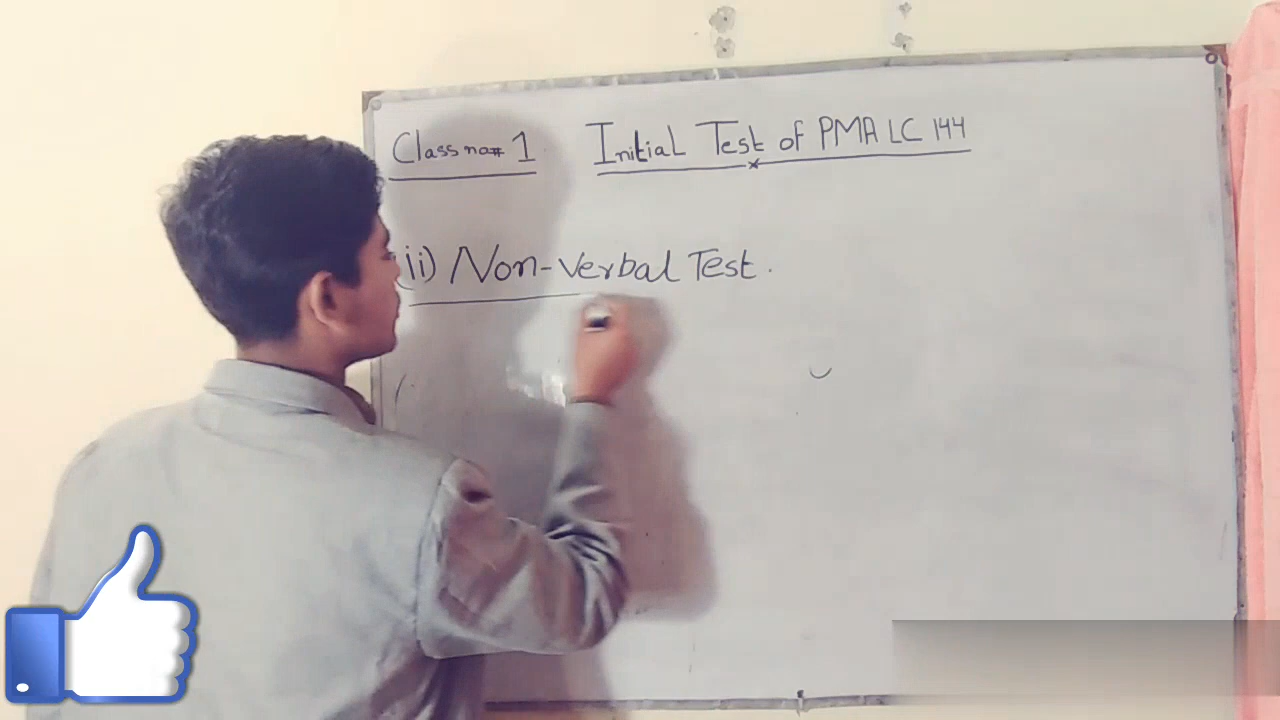 Class no# 1 Initial Test of PMA LC 144
(ii) Non-Verbal Test.